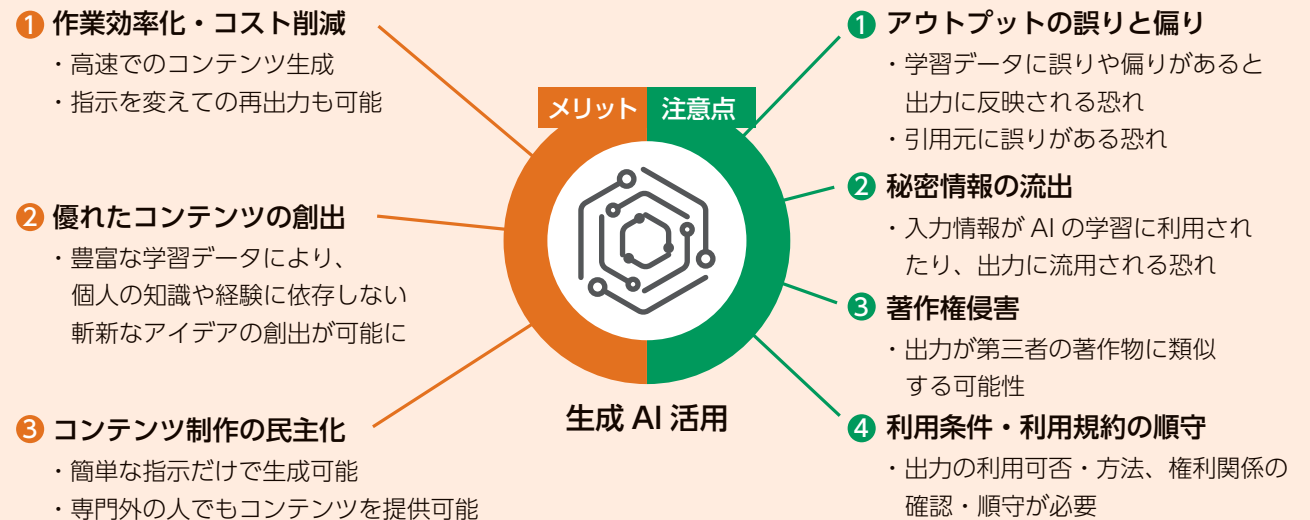 ❶ 作業効率化・コスト削減
・高速でのコンテンツ生成
・指示を変えての再出力も可能
❷ 優れたコンテンツの創出
・豊富な学習データにより、
個人の知識や経験に依存しない
斬新なアイデアの創出が可能に
❸ コンテンツ制作の民主化
・簡単な指示だけで生成可能
・専門外の人でもコンテンツを提供可能
メリット 注意点
生成 AI 活用
❶ アウトプットの誤りと偏り
・学習データに誤りや偏りがあると
出力に反映される恐れ
・引用元に誤りがある恐れ
❷ 秘密情報の流出
・入力情報が AI の学習に利用され
たり、出力に流用される恐れ
❸ 著作権侵害
・出力が第三者の著作物に類似
する可能性
❹ 利用条件・利用規約の順守
・出力の利用可否・方法、権利関係の
確認・順守が必要